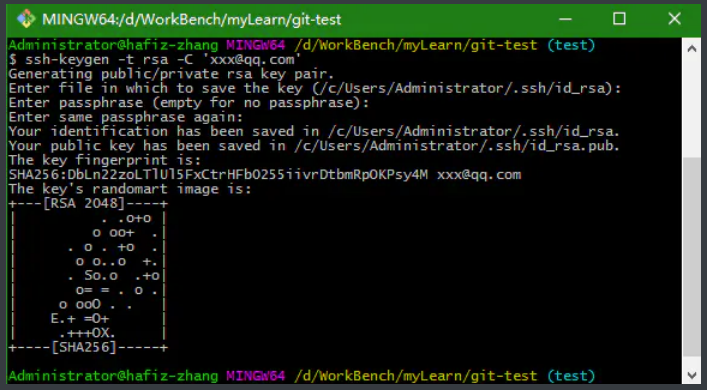 MINGW64:/d/WorkBench/myLearn/git-test
Administrator@hafiz-zhang MINGW64 /d/WorkBench/myLearn/git-test (test)
$ ssh-keygen -t rsa -C 'xxx@qq.com'
Generating public/private rsa key pair.
Enter file in which to save the key (/c/Users/Administrator/.ssh/id_rsa):
Enter passphrase (empty for no passphrase):
Enter same passphrase again:
Your identification has been saved in /c/Users/Administrator/.ssh/id_rsa.
Your public key has been saved in /c/Users/Administrator/.ssh/id_rsa.pub.
The key fingerprint is:
SHA256:DbLn22zoLTlUl5FxCtrHFbO255iivrDtbmRpOKPsy4M xxx@qq.com
The key's randomart image is:
+---[RSA 2048]----+
|          . .o+o |
|         o oo+  .|
|      . o . +o  .|
|       o o..o  +.|
|      . So.o  .+o|
|       o= = . o .|
|     o ooO . .   |
|    E.+ =O+      |
|     .+++OX.     |
+----[SHA256]-----+
Administrator@hafiz-zhang MINGW64 /d/WorkBench/myLearn/git-test (test)